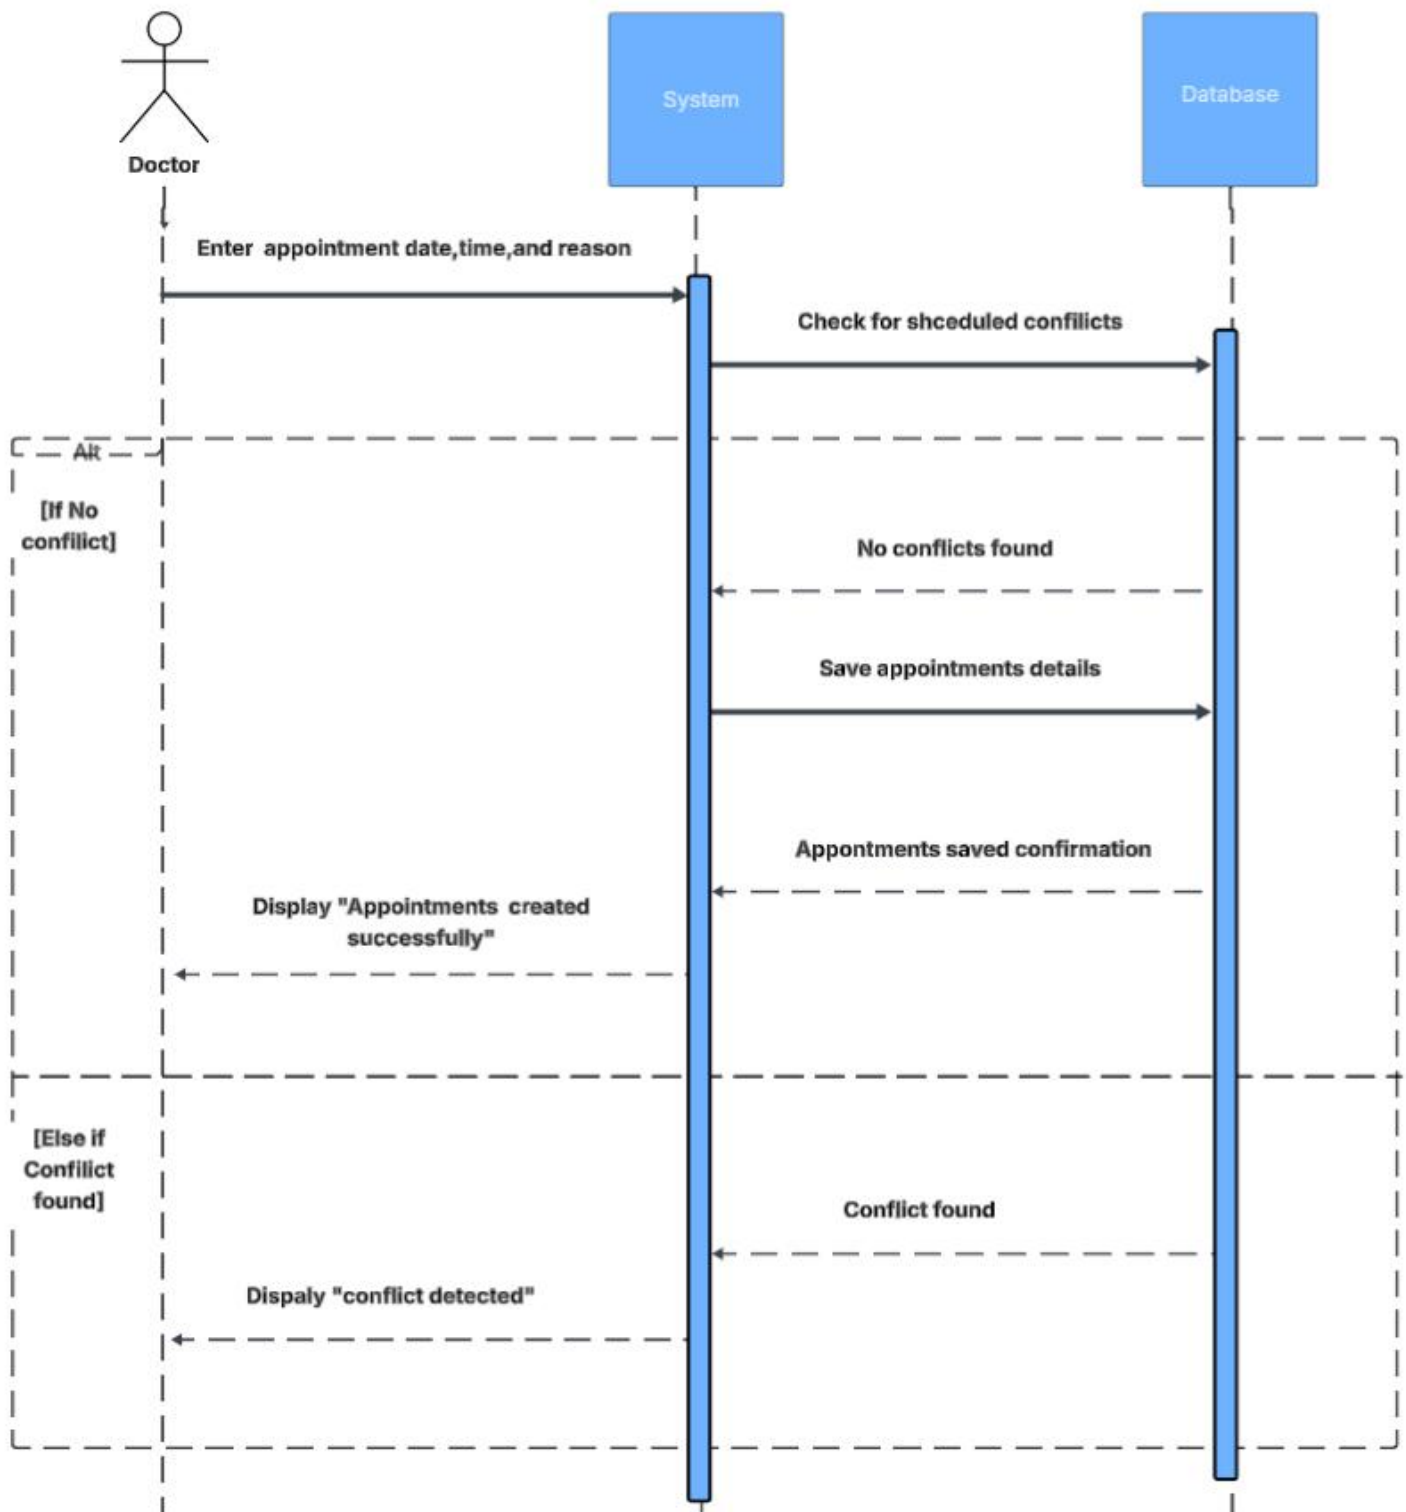 System
Database
Doctor
Enter  appointment date,time,and reason
Check for shceduled confilicts
Alt
[If No
confilict]
No conflicts found
Save appointments details
Appontments saved confirmation
Display "Appointments  created
successfully"
[Else if
Confilict
found]
Conflict found
Dispaly "conflict detected"